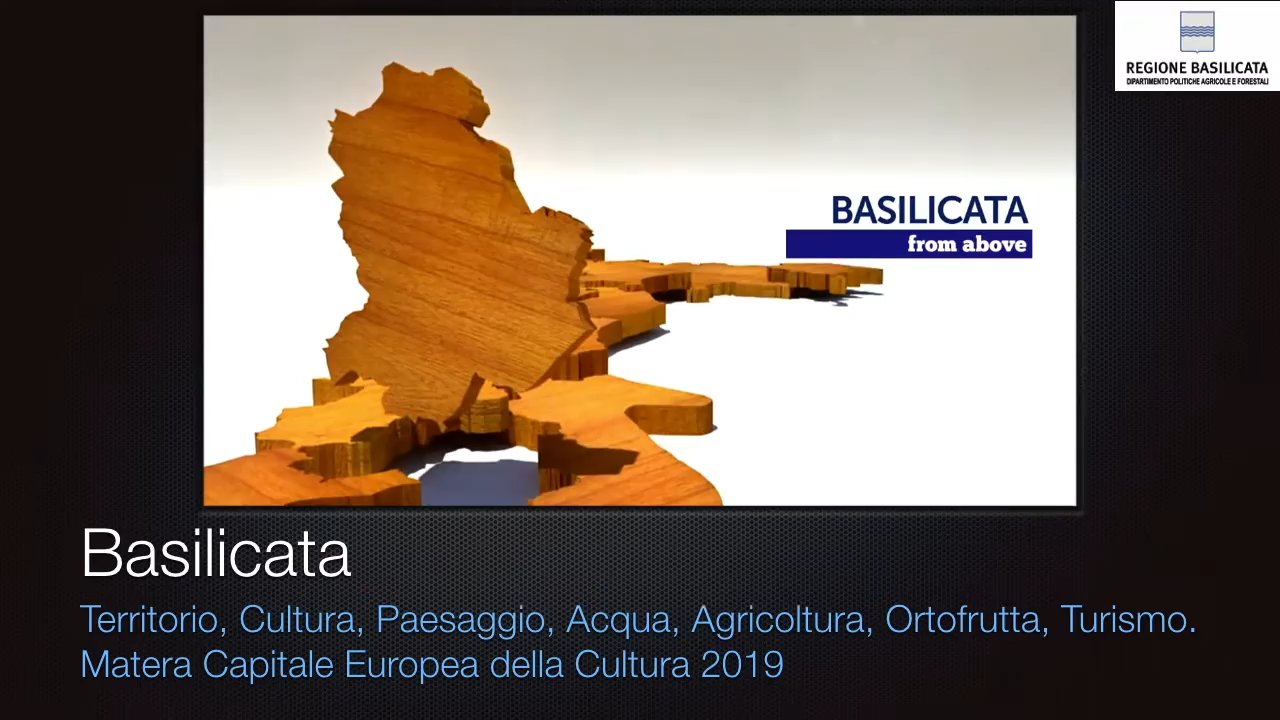 REGIONE BASILICATA
DIPARTIMENTO POLITICHE AGRICOLE E FORESTALI
BASILICATA
from above
Basilicata
Territorio, Cultura, Paesaggio, Acqua, Agricoltura, Ortofrutta, Turismo.
Matera Capitale Europea della Cultura 2019